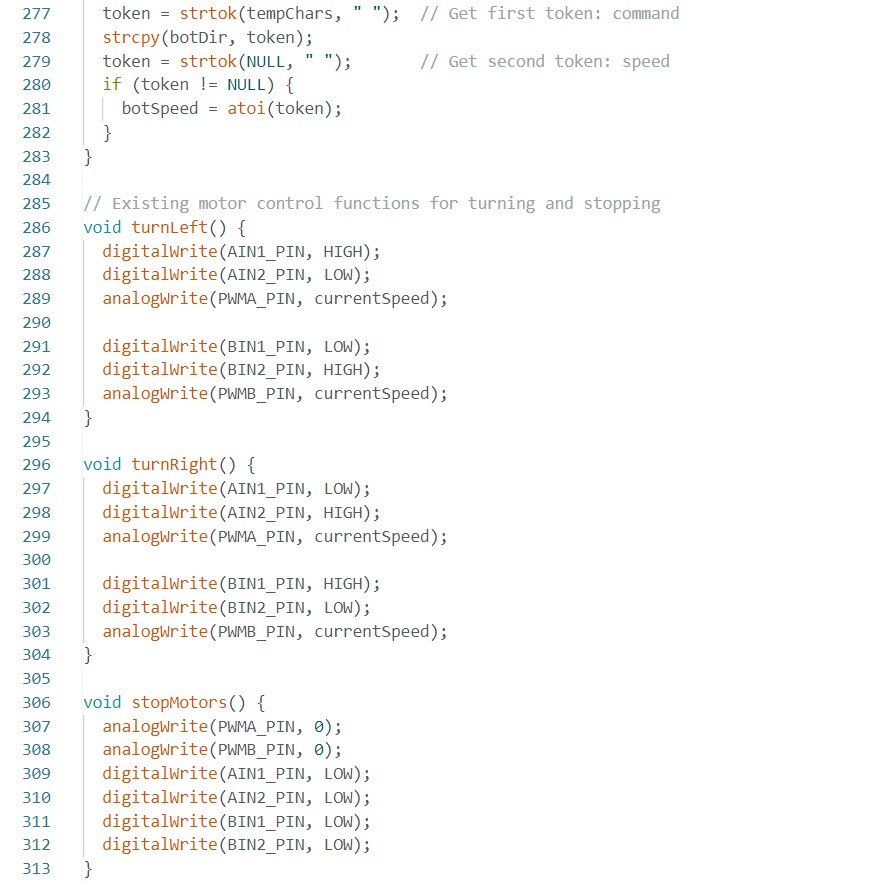 277 token = strtok(tempChars, " ");  // Get first token: command
278 strcpy(botDir, token);
279 token = strtok(NULL, " ");       // Get second token: speed
280 if (token != NULL) {
281   botSpeed = atoi(token);
282 }
283 }
284
285 // Existing motor control functions for turning and stopping
286 void turnLeft() {
287   digitalWrite(AIN1_PIN, HIGH);
288   digitalWrite(AIN2_PIN, LOW);
289   analogWrite(PWMA_PIN, currentSpeed);
290
291   digitalWrite(BIN1_PIN, LOW);
292   digitalWrite(BIN2_PIN, HIGH);
293   analogWrite(PWMB_PIN, currentSpeed);
294 }
295
296 void turnRight() {
297   digitalWrite(AIN1_PIN, LOW);
298   digitalWrite(AIN2_PIN, HIGH);
299   analogWrite(PWMA_PIN, currentSpeed);
300
301   digitalWrite(BIN1_PIN, HIGH);
302   digitalWrite(BIN2_PIN, LOW);
303   analogWrite(PWMB_PIN, currentSpeed);
304 }
305
306 void stopMotors() {
307   analogWrite(PWMA_PIN, 0);
308   analogWrite(PWMB_PIN, 0);
309   digitalWrite(AIN1_PIN, LOW);
310   digitalWrite(AIN2_PIN, LOW);
311   digitalWrite(BIN1_PIN, LOW);
312   digitalWrite(BIN2_PIN, LOW);
313 }